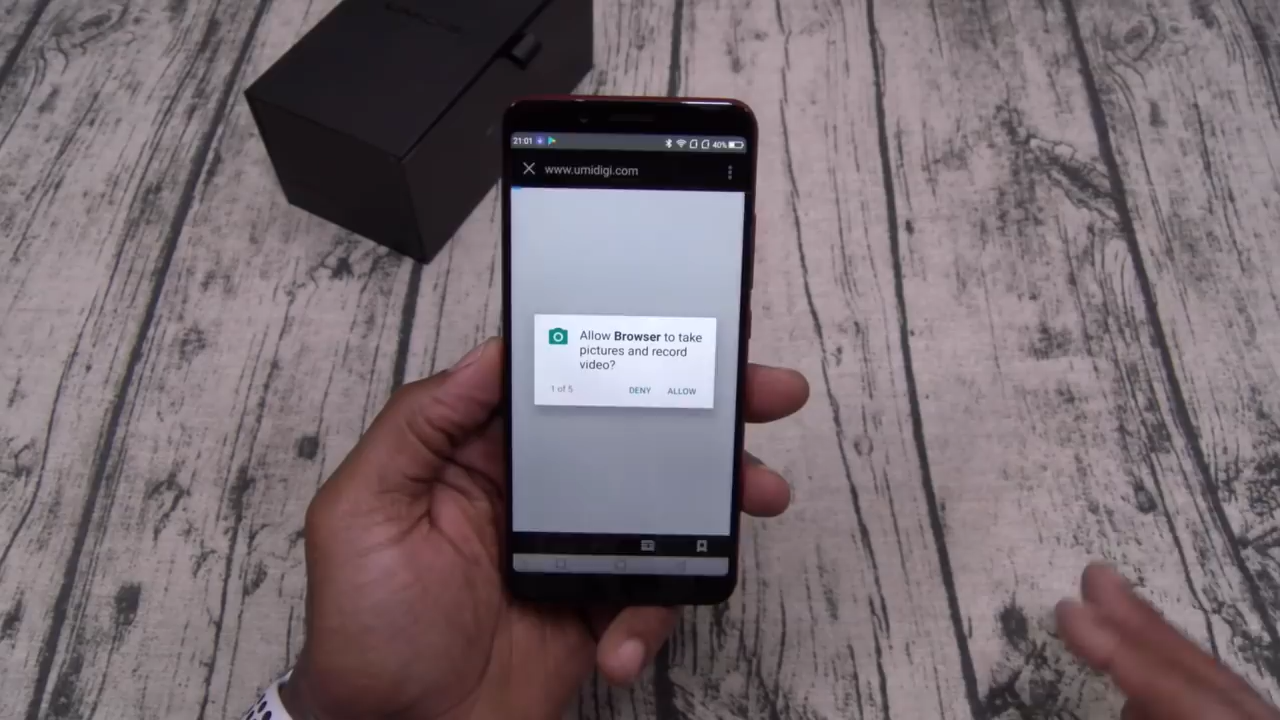 21:01
40%
www.umidigi.com
Allow Browser to take
pictures and record
video?
1 of 5
DENY
ALLOW